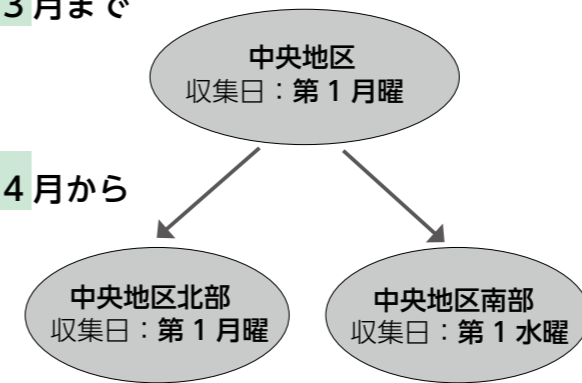 3月まで
中央地区
収集日：第1月曜
4月から
中央地区北部
収集日：第1月曜
中央地区南部
収集日：第1水曜